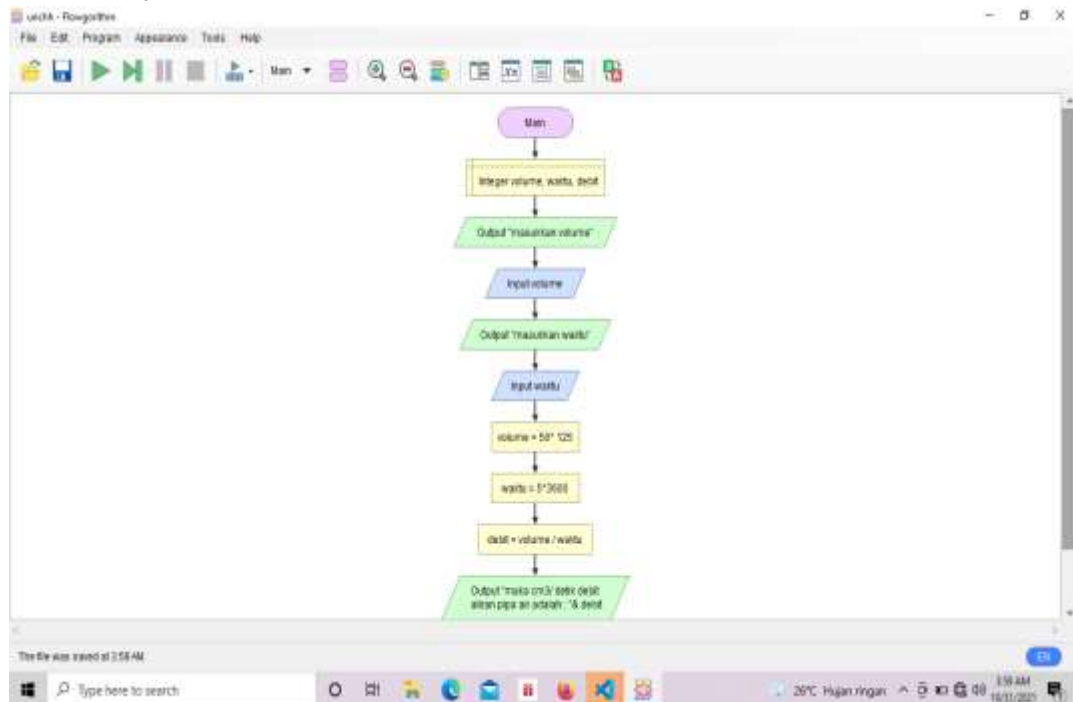 File Edit Program Appearance Tools Help
Main
Main
Integer volume, waktu, debit
Output "masukkan volume"
Input volume
Output "masukkan waktu"
Input waktu
volume = 50* 125
waktu = 5*3600
debit = volume / waktu
Output "maka cm3/ detik debit
aliran pipa air adalah : "& debit
The file was saved at 3:58 AM
EN
Type here to search
26°C Hujan ringan
3:58 AM